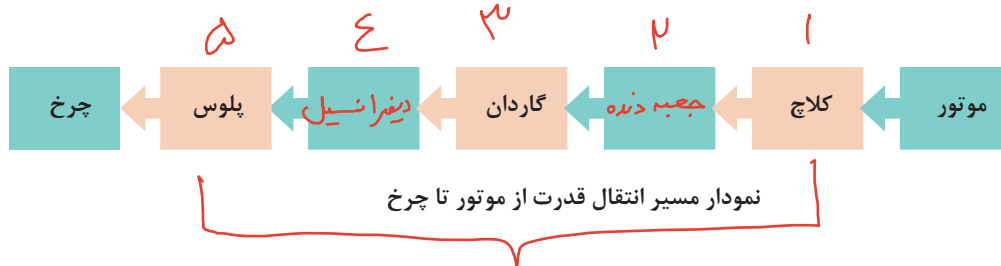 ۱ ۲ ۳ ٤ ۵
موتور کلاچ جعبه دنده گاردان دیفرانسیل پلوس چرخ
نمودار مسیر انتقال قدرت از موتور تا چرخ